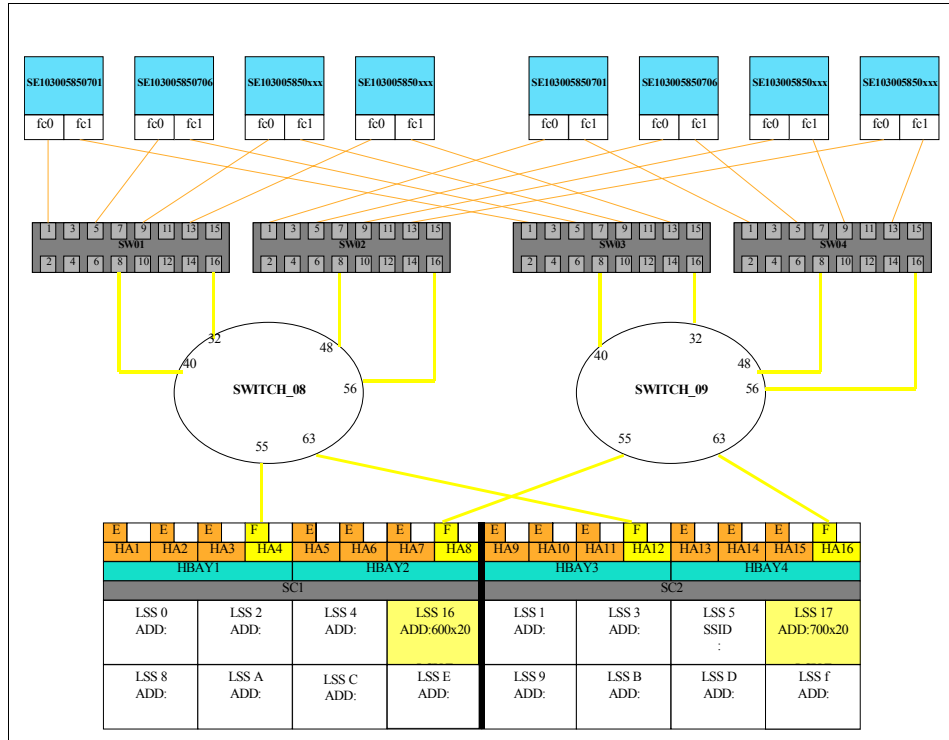 SE103005850701 SE103005850706 SE103005850xxx SE103005850xxx SE103005850701 SE103005850706 SE103005850xxx SE103005850xxx
fc0 fc1 fc0 fc1 fc0 fc1 fc0 fc1 fc0 fc1 fc0 fc1 fc0 fc1 fc0 fc1
1 3 5 7 9 11 13 15 1 3 5 7 9 11 13 15 1 3 5 7 9 11 13 15 1 3 5 7 9 11 13 15
SW01 SW02 SW03 SW04
2 4 6 8 10 12 14 16 2 4 6 8 10 12 14 16 2 4 6 8 10 12 14 16 2 4 6 8 10 12 14 16
32 48 32
40 40 48
SWITCH_08 56 SWITCH_09 56
55 63 55 63
E E E F E E E F E E E F E E E F
HA1 HA2 HA3 HA4 HA5 HA6 HA7 HA8 HA9 HA10 HA11 HA12 HA13 HA14 HA15 HA16
HBAY1 HBAY2 HBAY3 HBAY4
SC1 SC2
LSS 0 LSS 2 LSS 4 LSS 16 LSS 1 LSS 3 LSS 5 LSS 17
ADD: ADD: ADD: ADD:600x20 ADD: ADD: SSID ADD:700x20
:
LSS 8 LSS A LSS C LSS E LSS 9 LSS B LSS D LSS f
ADD: ADD: ADD: ADD: ADD: ADD: ADD: ADD: